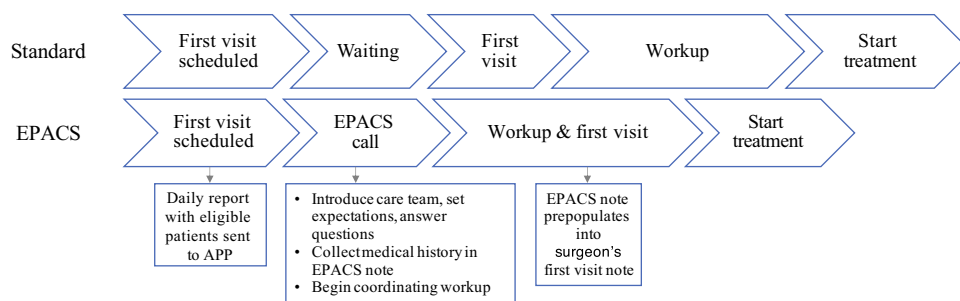 Standard
First visit
scheduled
Waiting
First
visit
Workup
Start
treatment
EPACS
First visit
scheduled
EPACS
call
Workup & first visit
Start
treatment
Daily report
with eligible
patients sent
to APP
• Introduce care team, set
expectations, answer
questions
• Collect medical history in
EPACS note
• Begin coordinating workup
EPACS note
prepopulates
into
surgeon's
first visit note